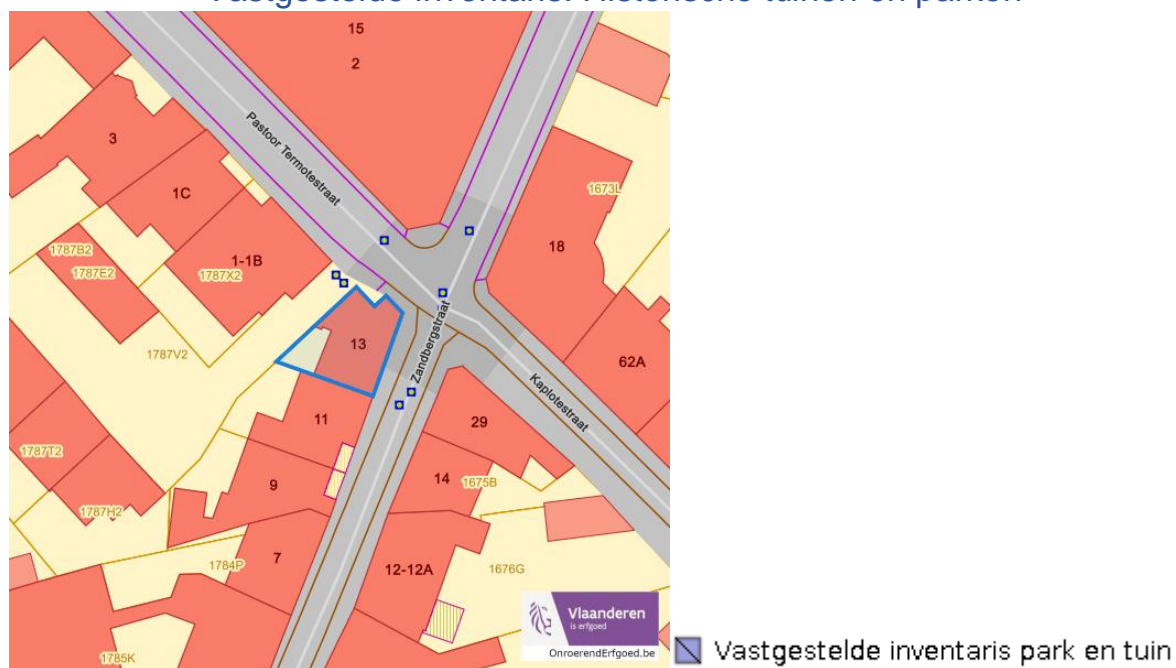 Vastgestelde inventaris: Historische tuinen en parken
15
2
Pastoor Termotestraat
3
1C
1673L
1787B2
1787E2
1-1B
1787X2
18
13
Zandbergstraat
1787V2
62A
Kaplotestraat
11
29
1787T2
9
14
1675B
1787H2
7
1784P
12-12A
1676G
1785K
Vlaanderen
is erfgoed
OnroerendErfgoed.be
Vastgestelde inventaris park en tuin